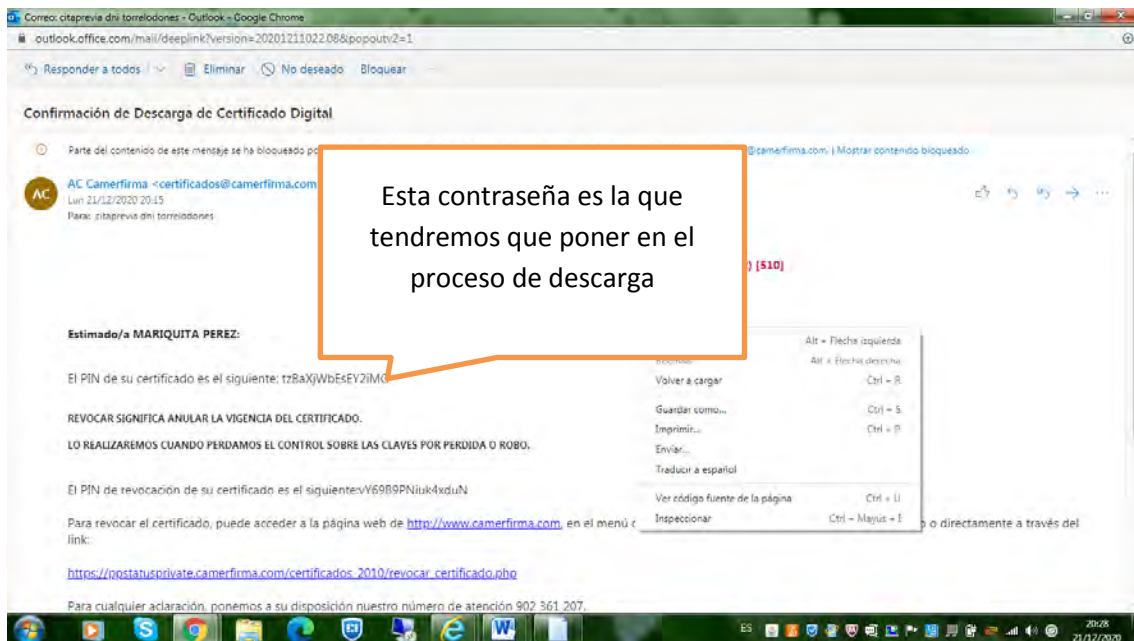 Correo: citaprevia dni torrelodones - Outlook - Google Chrome
outlook.office.com/mail/deeplink?version=20201211022.08&popoutv2=1
Responder a todos Eliminar No deseado Bloquear ...
Confirmación de Descarga de Certificado Digital
Parte del contenido de este mensaje se ha bloqueado @camerfirma.com. | Mostrar contenido bloqueado
AC
AC Camerfirma <certificados@camerfirma.com
Lun 21/12/2020 20:15
Para: citaprevia dni torrelodones
Esta contraseña es la que
tendremos que poner en el
proceso de descarga
) [510]
Estimado/a MARIQUITA PEREZ:
El PIN de su certificado es el siguiente: tzBaXjWbEsEY2iMG
REVOCAR SIGNIFICA ANULAR LA VIGENCIA DEL CERTIFICADO.
LO REALIZAREMOS CUANDO PERDAMOS EL CONTROL SOBRE LAS CLAVES POR PERDIDA O ROBO.
El PIN de revocación de su certificado es el siguiente:vY69B9PNiuk4xduN
Para revocar el certificado, puede acceder a la página web de http://www.camerfirma.com, en el menú o directamente a través del
link:
https://ppstatusprivate.camerfirma.com/certificados_2010/revocar_certificado.php
Para cualquier aclaración, ponemos a su disposición nuestro número de atención 902 361 207.
Alt + Flecha izquierda
Alt + Flecha derecha
Volver a cargar Ctrl + R
Guardar como... Ctrl + S
Imprimir... Ctrl + P
Enviar...
Traducir a español
Ver código fuente de la página Ctrl + U
Inspeccionar Ctrl + Mayús + I
ES
20:28
21/12/2020